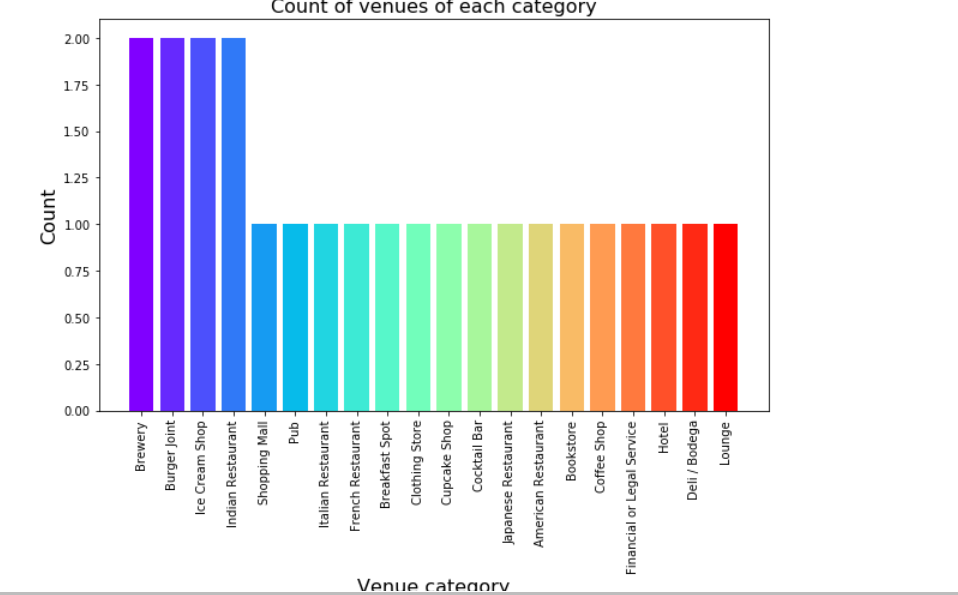 Count of venues of each category
Count
2.00
1.75
1.50
1.25
1.00
0.75
0.50
0.25
0.00
Brewery
Burger Joint
Ice Cream Shop
Indian Restaurant
Shopping Mall
Pub
Italian Restaurant
French Restaurant
Breakfast Spot
Clothing Store
Cupcake Shop
Cocktail Bar
Japanese Restaurant
American Restaurant
Bookstore
Coffee Shop
Financial or Legal Service
Hotel
Deli / Bodega
Lounge
Venue category